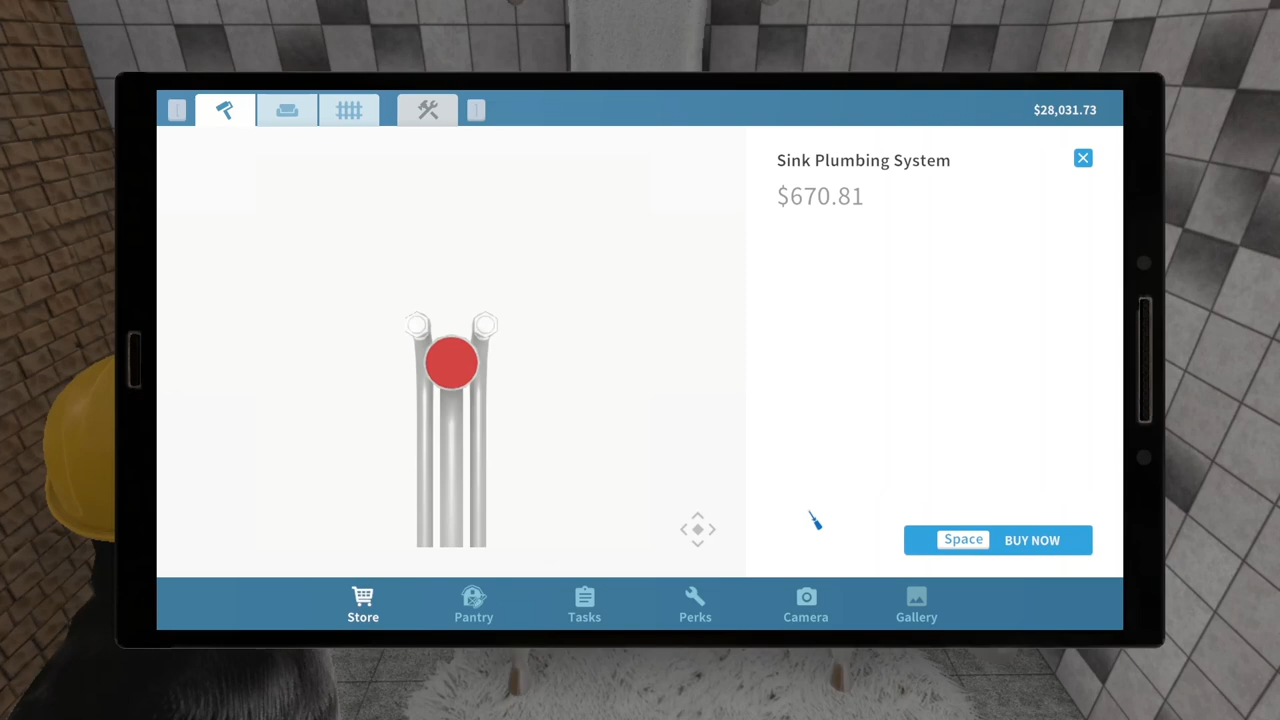 $28,031.73
Sink Plumbing System
$670.81
Space BUY NOW
Store Pantry Tasks Perks Camera Gallery